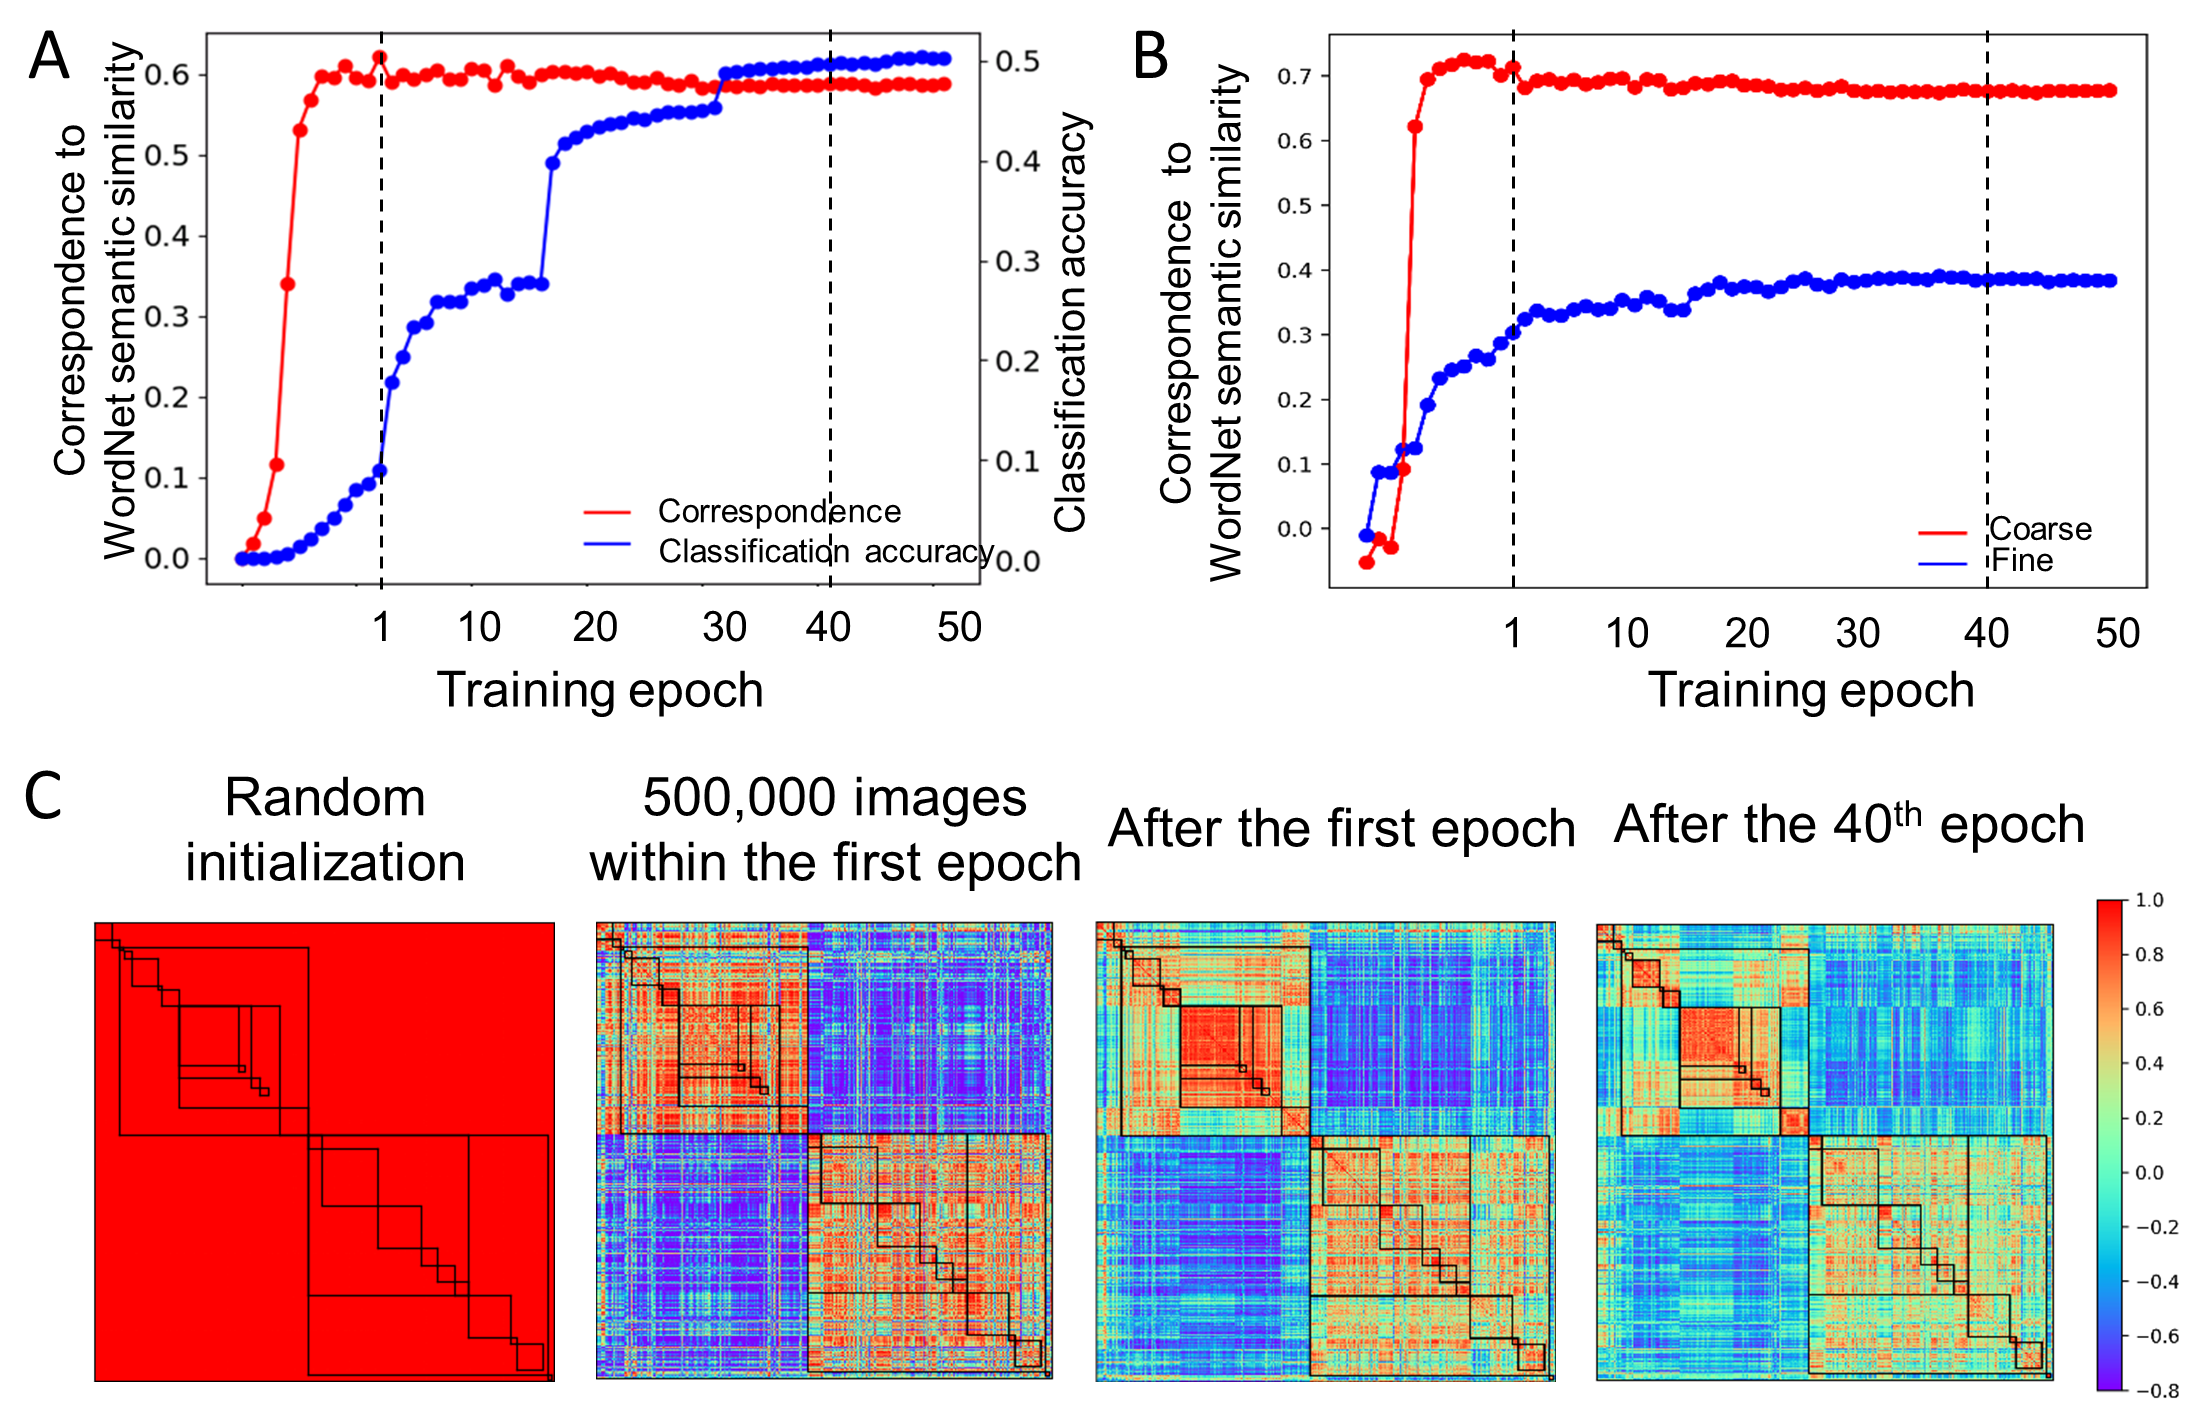 A
Correspondence to
WordNet semantic similarity
0.6
0.5
0.4
0.3
0.2
0.1
0.0
0.5
0.4
0.3
0.2
0.1
0.0
Classification accuracy
Correspondence
Classification accuracy
1 10 20 30 40 50
Training epoch
B
Correspondence to
WordNet semantic similarity
0.7
0.6
0.5
0.4
0.3
0.2
0.1
0.0
Coarse
Fine
1 10 20 30 40 50
Training epoch
C
Random
initialization
500,000 images
within the first epoch
After the first epoch
After the 40th epoch
1.0
0.8
0.6
0.4
0.2
0.0
−0.2
−0.4
−0.6
−0.8